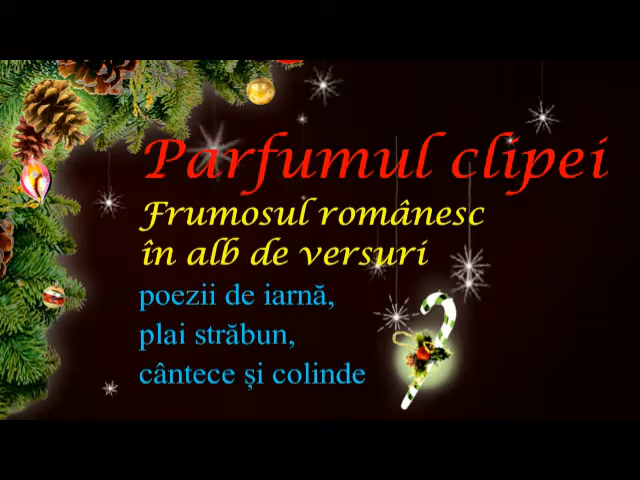 Parfumul clipei
Frumosul românesc
în alb de versuri
poezii de iarnă,
plai străbun,
cântece și colinde